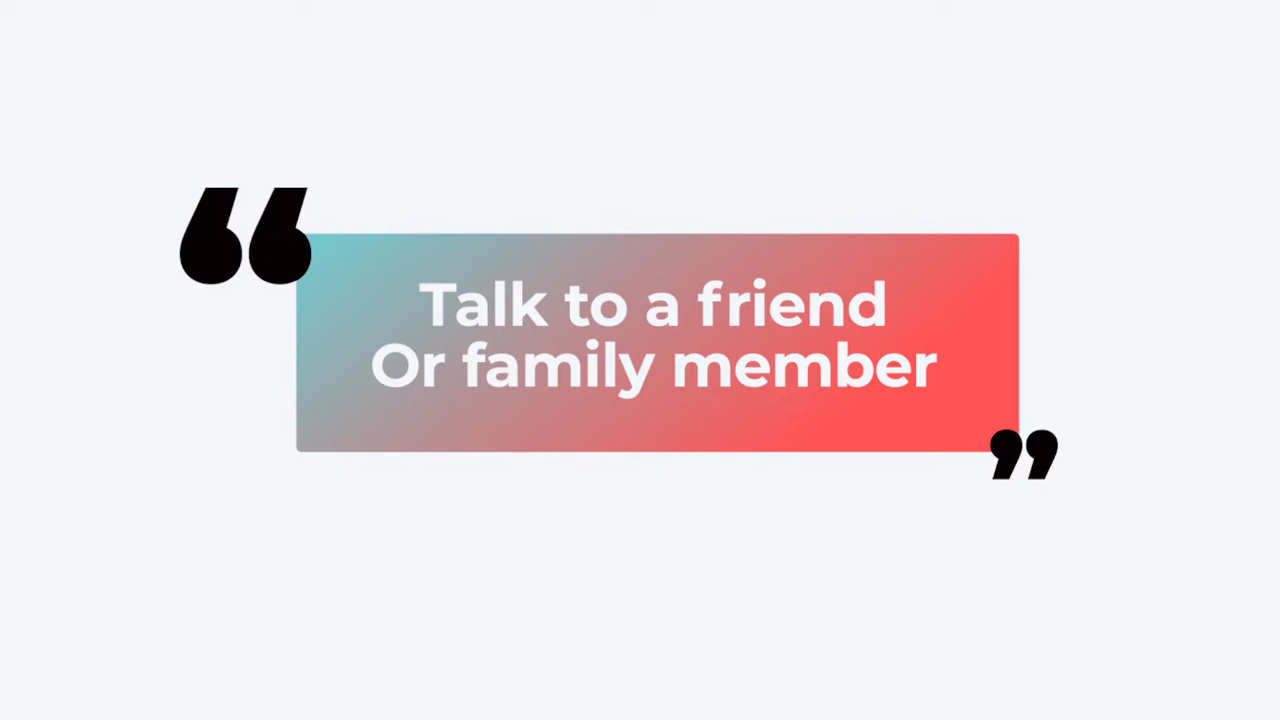 “
Talk to a friend
Or family member
”